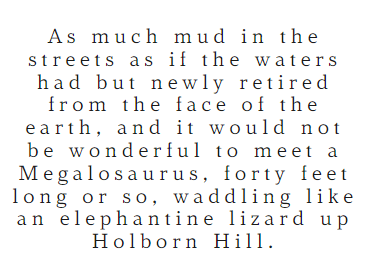 As much mud in the
streets as if the waters
had but newly retired
from the face of the
earth, and it would not
be wonderful to meet a
Megalosaurus, forty feet
long or so, waddling like
an elephantine lizard up
Holborn Hill.